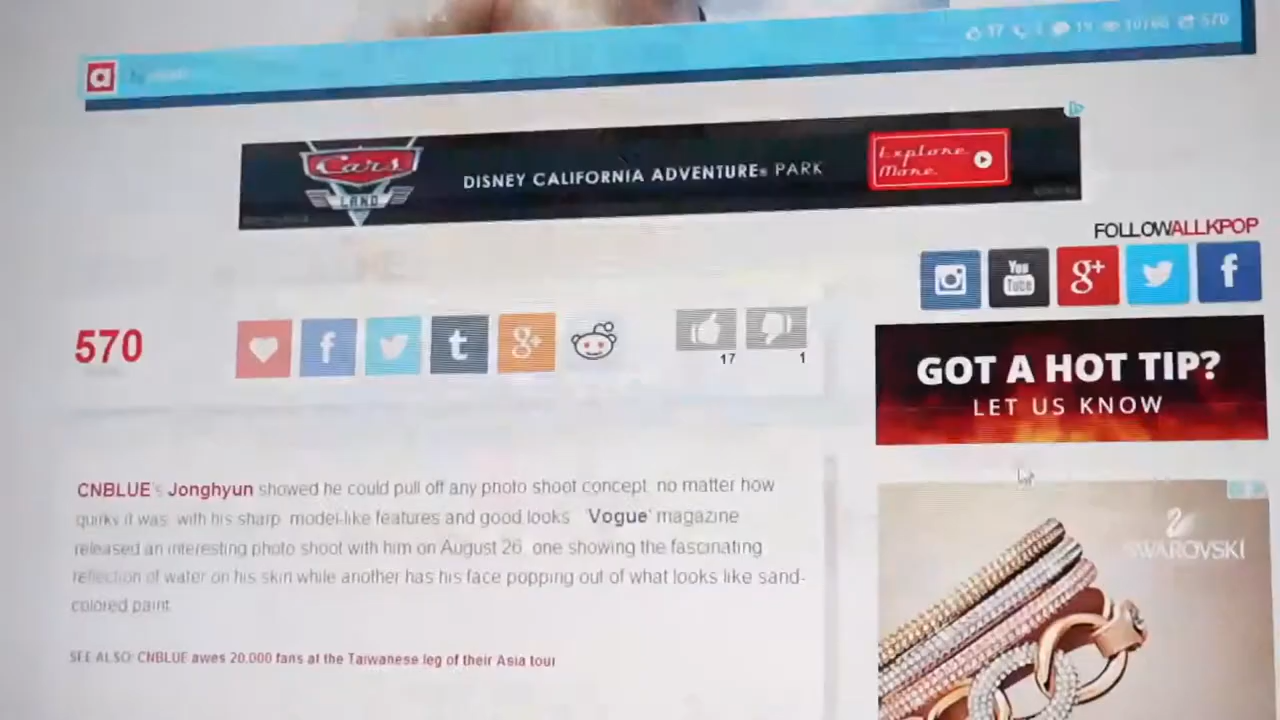 a
17 19 570
Cars
LAND
DISNEY CALIFORNIA ADVENTURE® PARK
Explore
More
FOLLOWALLKPOP
You
Tube
g+
f
570
f
t
g+
17
1
GOT A HOT TIP?
LET US KNOW
CNBLUE's Jonghyun showed he could pull off any photo shoot concept, no matter how
quirky it was, with his sharp, model-like features and good looks. 'Vogue' magazine
released an interesting photo shoot with him on August 26, one showing the fascinating
reflection of water on his skin while another has his face popping out of what looks like sand-
colored paint.
SEE ALSO: CNBLUE awes 20,000 fans at the Taiwanese leg of their Asia tour
SWAROVSKI